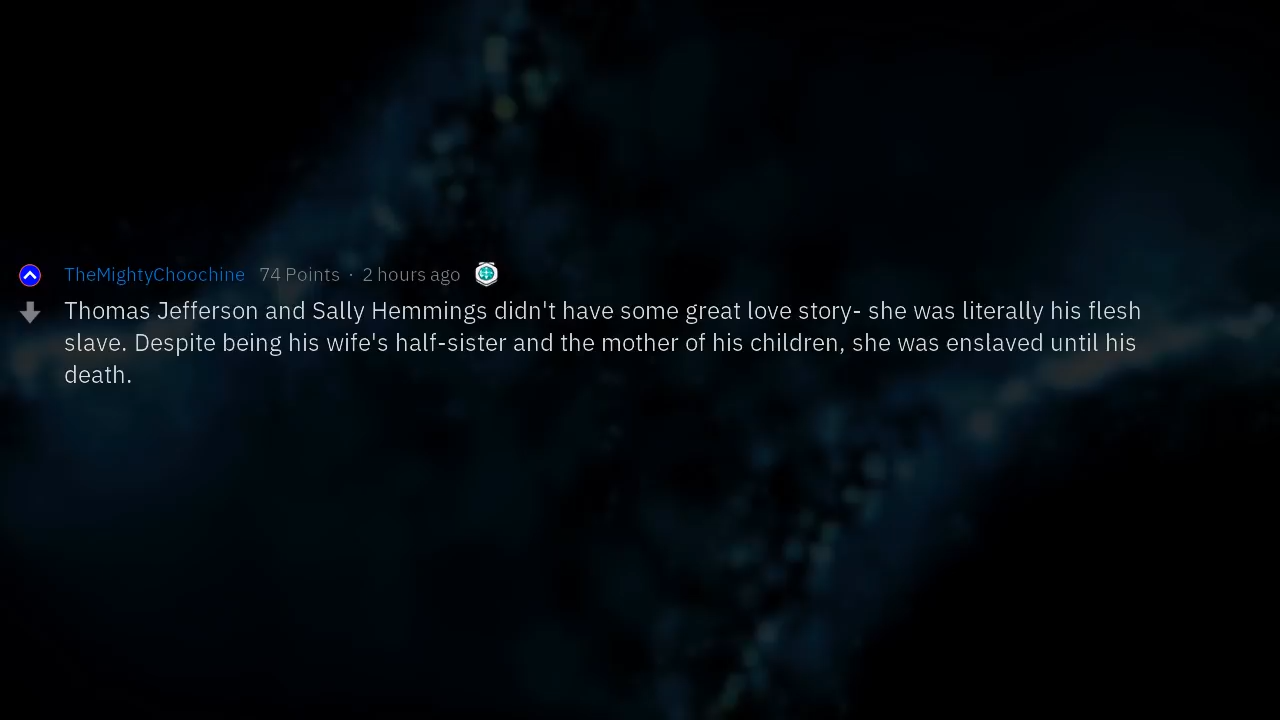 TheMightyChoochine 74 Points · 2 hours ago
Thomas Jefferson and Sally Hemmings didn't have some great love story- she was literally his flesh
slave. Despite being his wife's half-sister and the mother of his children, she was enslaved until his
death.